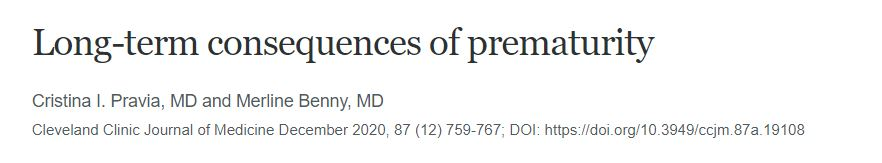 Long-term consequences of prematurity
Cristina I. Pravia, MD and Merline Benny, MD
Cleveland Clinic Journal of Medicine December 2020, 87 (12) 759-767; DOI: https://doi.org/10.3949/ccjm.87a.19108